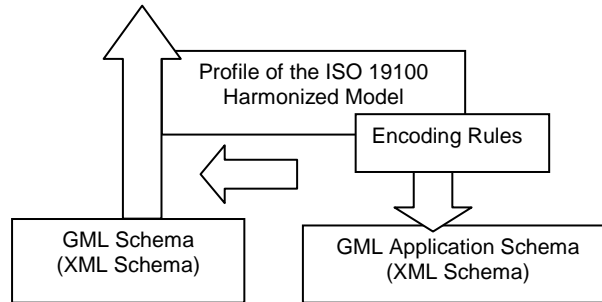 Profile of the ISO 19100
Harmonized Model
Encoding Rules
GML Schema
(XML Schema)
GML Application Schema
(XML Schema)